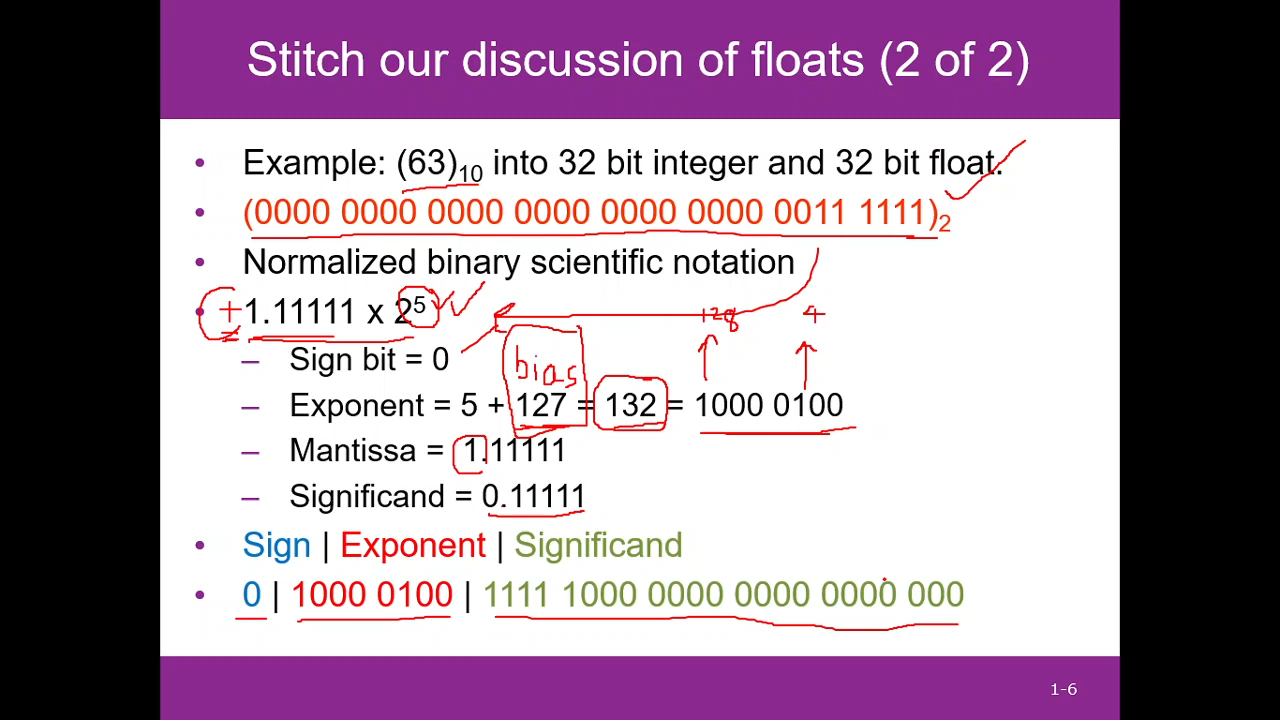 Stitch our discussion of floats (2 of 2)
• Example: (63)10 into 32 bit integer and 32 bit float.
• (0000 0000 0000 0000 0000 0000 0011 1111)2
• Normalized binary scientific notation
• +1.11111 x 2^5
128 4
– Sign bit = 0
bias
– Exponent = 5 + 127 = 132 = 1000 0100
– Mantissa = 1.11111
– Significand = 0.11111
• Sign | Exponent | Significand
• 0 | 1000 0100 | 1111 1000 0000 0000 0000 000
1-6